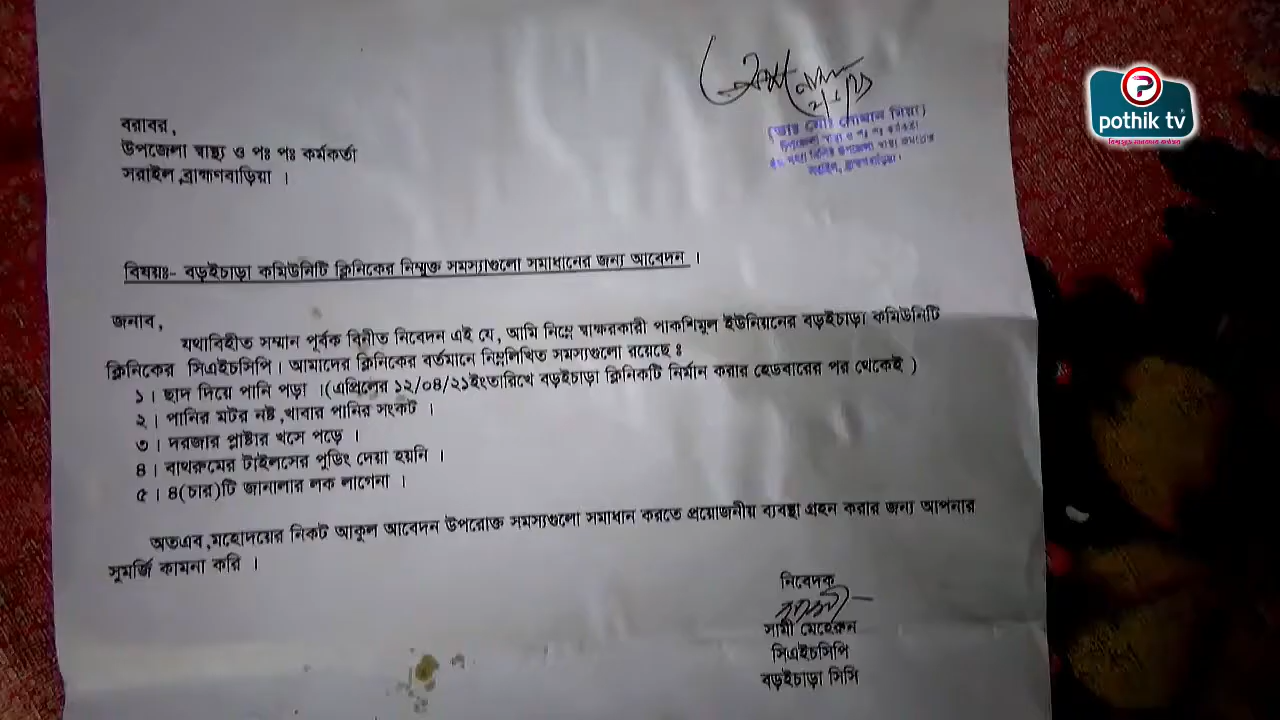 pothik tv
বরাবর,
উপজেলা স্বাস্থ্য ও পঃ পঃ কর্মকর্তা
সরাইল,ব্রাহ্মণবাড়িয়া ।
সরাইল, ব্রাহ্মণবাড়িয়া।
বিষয়ঃ- বড়ইচাড়া কমিউনিটি ক্লিনিকের নিম্মুক্ত সমস্যাগুলো সমাধানের জন্য আবেদন ।
জনাব,
যথাবিহীত সম্মান পূর্বক বিনীত নিবেদন এই যে, আমি নিম্নে স্বাক্ষরকারী পাকশিমুল ইউনিয়নের বড়ইচাড়া কমিউনিটি
ক্লিনিকের সিএইচসিপি। আমাদের ক্লিনিকের বর্তমানে নিম্নলিখিত সমস্যাগুলো রয়েছে ঃ
১। ছাদ দিয়ে পানি পড়া ।(এপ্রিলের ১২/০৪/২১ইংতারিখে বড়ইচাড়া ক্লিনিকটি নির্মান করার হেডবারের পর থেকেই )
২। পানির মটর নষ্ট ,খাবার পানির সংকট ।
৩। দরজার প্লাষ্টার খসে পড়ে ।
৪। বাথরুমের টাইলসের পুডিং দেয়া হয়নি ।
৫। ৪(চার)টি জানালার লক লাগেনা ।
অতএব,মহোদয়ের নিকট আকুল আবেদন উপরোক্ত সমস্যগুলো সমাধান করতে প্রয়োজনীয় ব্যবস্থা গ্রহন করার জন্য আপনার
সুমর্জি কামনা করি ।
নিবেদক
সামী মেহেরুন
সিএইচসিপি
বড়ইচাড়া সিসি